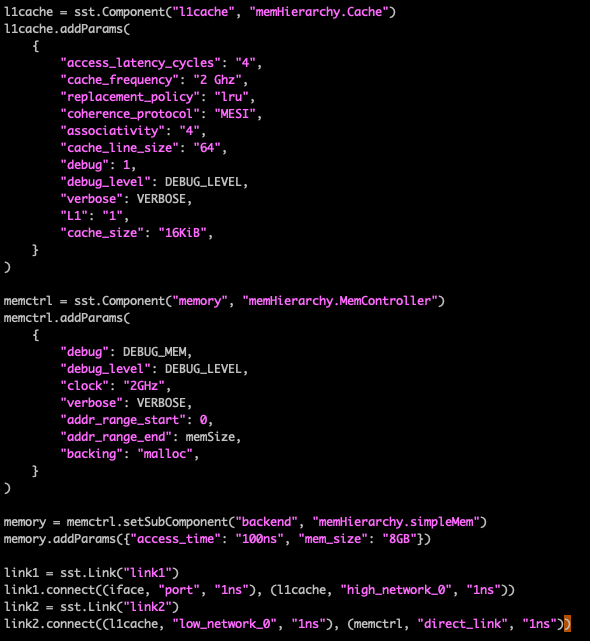 l1cache = sst.Component("l1cache", "memHierarchy.Cache")
l1cache.addParams(
    {
        "access_latency_cycles": "4",
        "cache_frequency": "2 Ghz",
        "replacement_policy": "lru",
        "coherence_protocol": "MESI",
        "associativity": "4",
        "cache_line_size": "64",
        "debug": 1,
        "debug_level": DEBUG_LEVEL,
        "verbose": VERBOSE,
        "L1": "1",
        "cache_size": "16KiB",
    }
)

memctrl = sst.Component("memory", "memHierarchy.MemController")
memctrl.addParams(
    {
        "debug": DEBUG_MEM,
        "debug_level": DEBUG_LEVEL,
        "clock": "2GHz",
        "verbose": VERBOSE,
        "addr_range_start": 0,
        "addr_range_end": memSize,
        "backing": "malloc",
    }
)

memory = memctrl.setSubComponent("backend", "memHierarchy.simpleMem")
memory.addParams({"access_time": "100ns", "mem_size": "8GB"})

link1 = sst.Link("link1")
link1.connect((iface, "port", "1ns"), (l1cache, "high_network_0", "1ns"))
link2 = sst.Link("link2")
link2.connect((l1cache, "low_network_0", "1ns"), (memctrl, "direct_link", "1ns"))